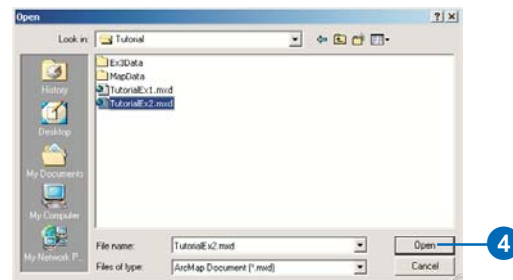 Open
Look in: Tutorial
Ex3Data
MapData
TutorialEx1.mxd
TutorialEx2.mxd
History
Desktop
My Documents
My Computer
My Network P...
File name: TutorialEx2.mxd Open 4
Files of type: ArcMap Document (*.mxd) Cancel